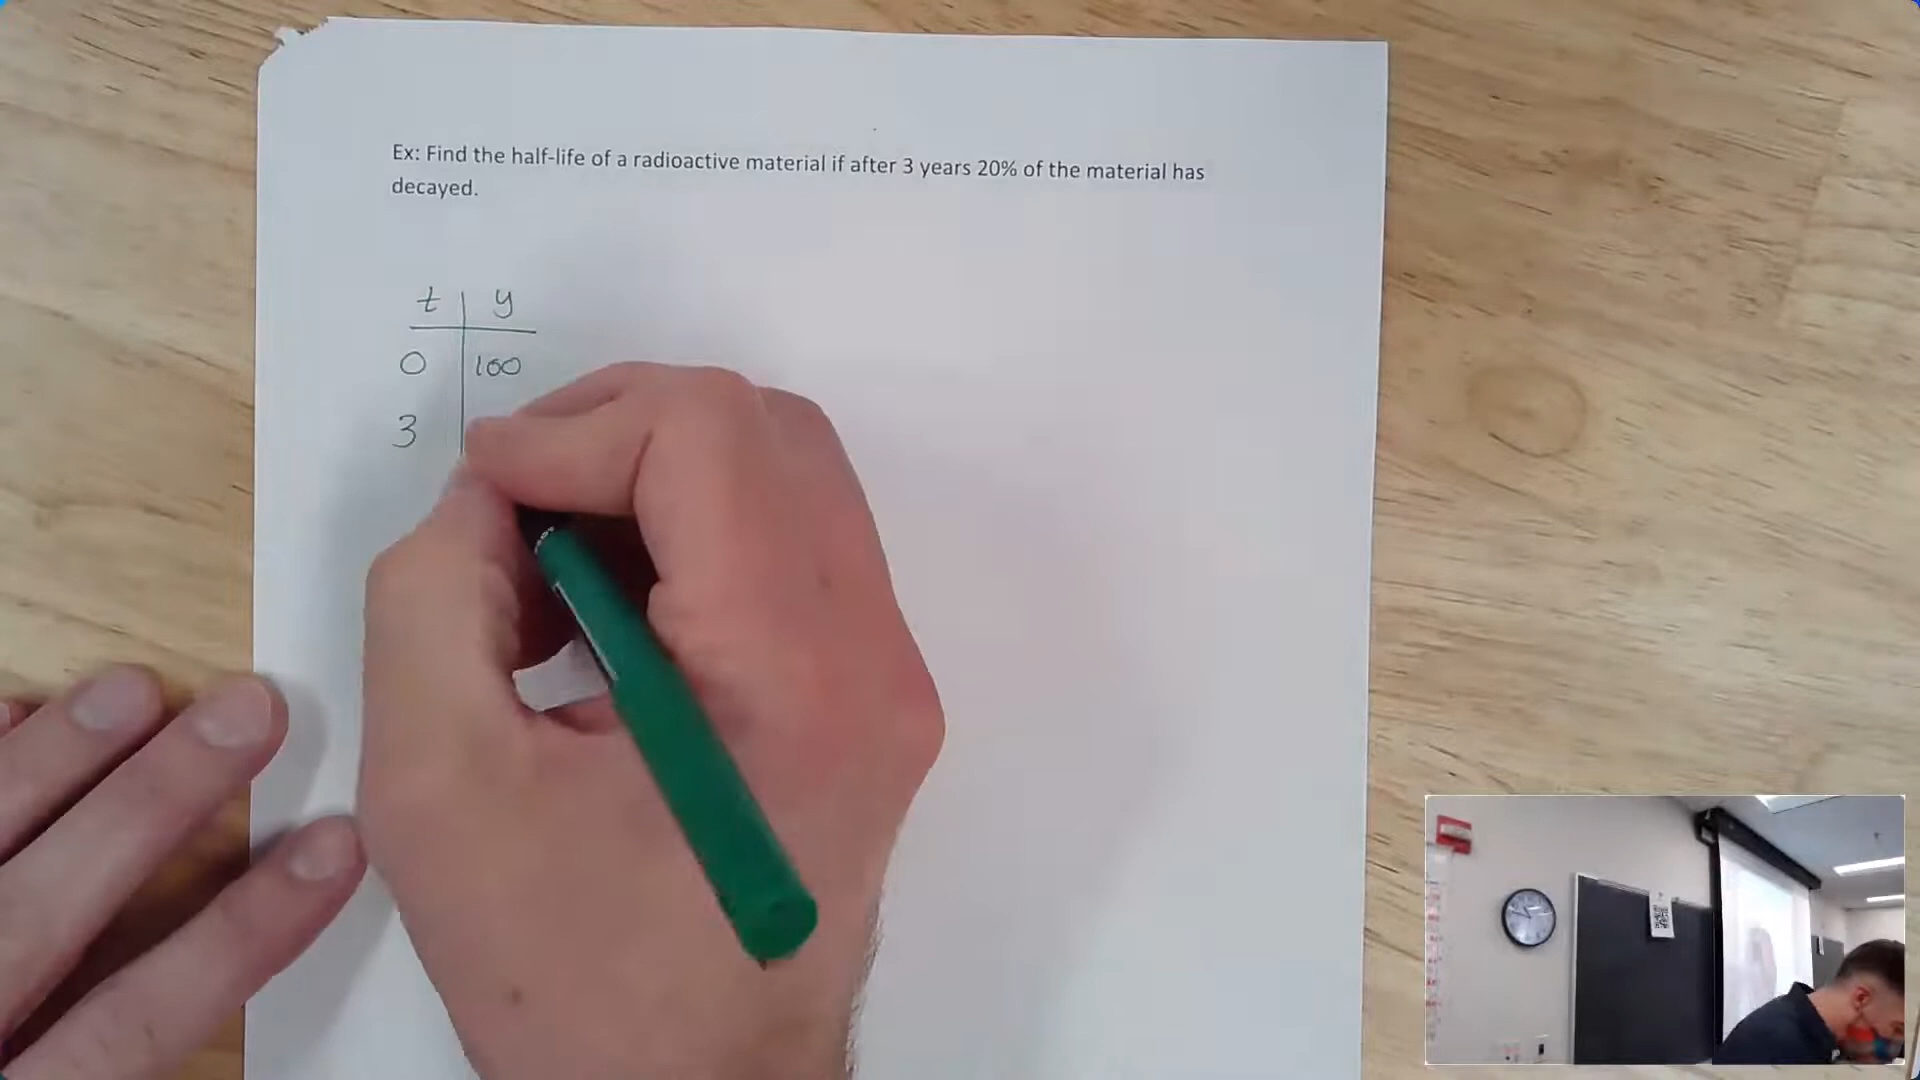 Ex: Find the half-life of a radioactive material if after 3 years 20% of the material has
decayed.
t y
0 100
3